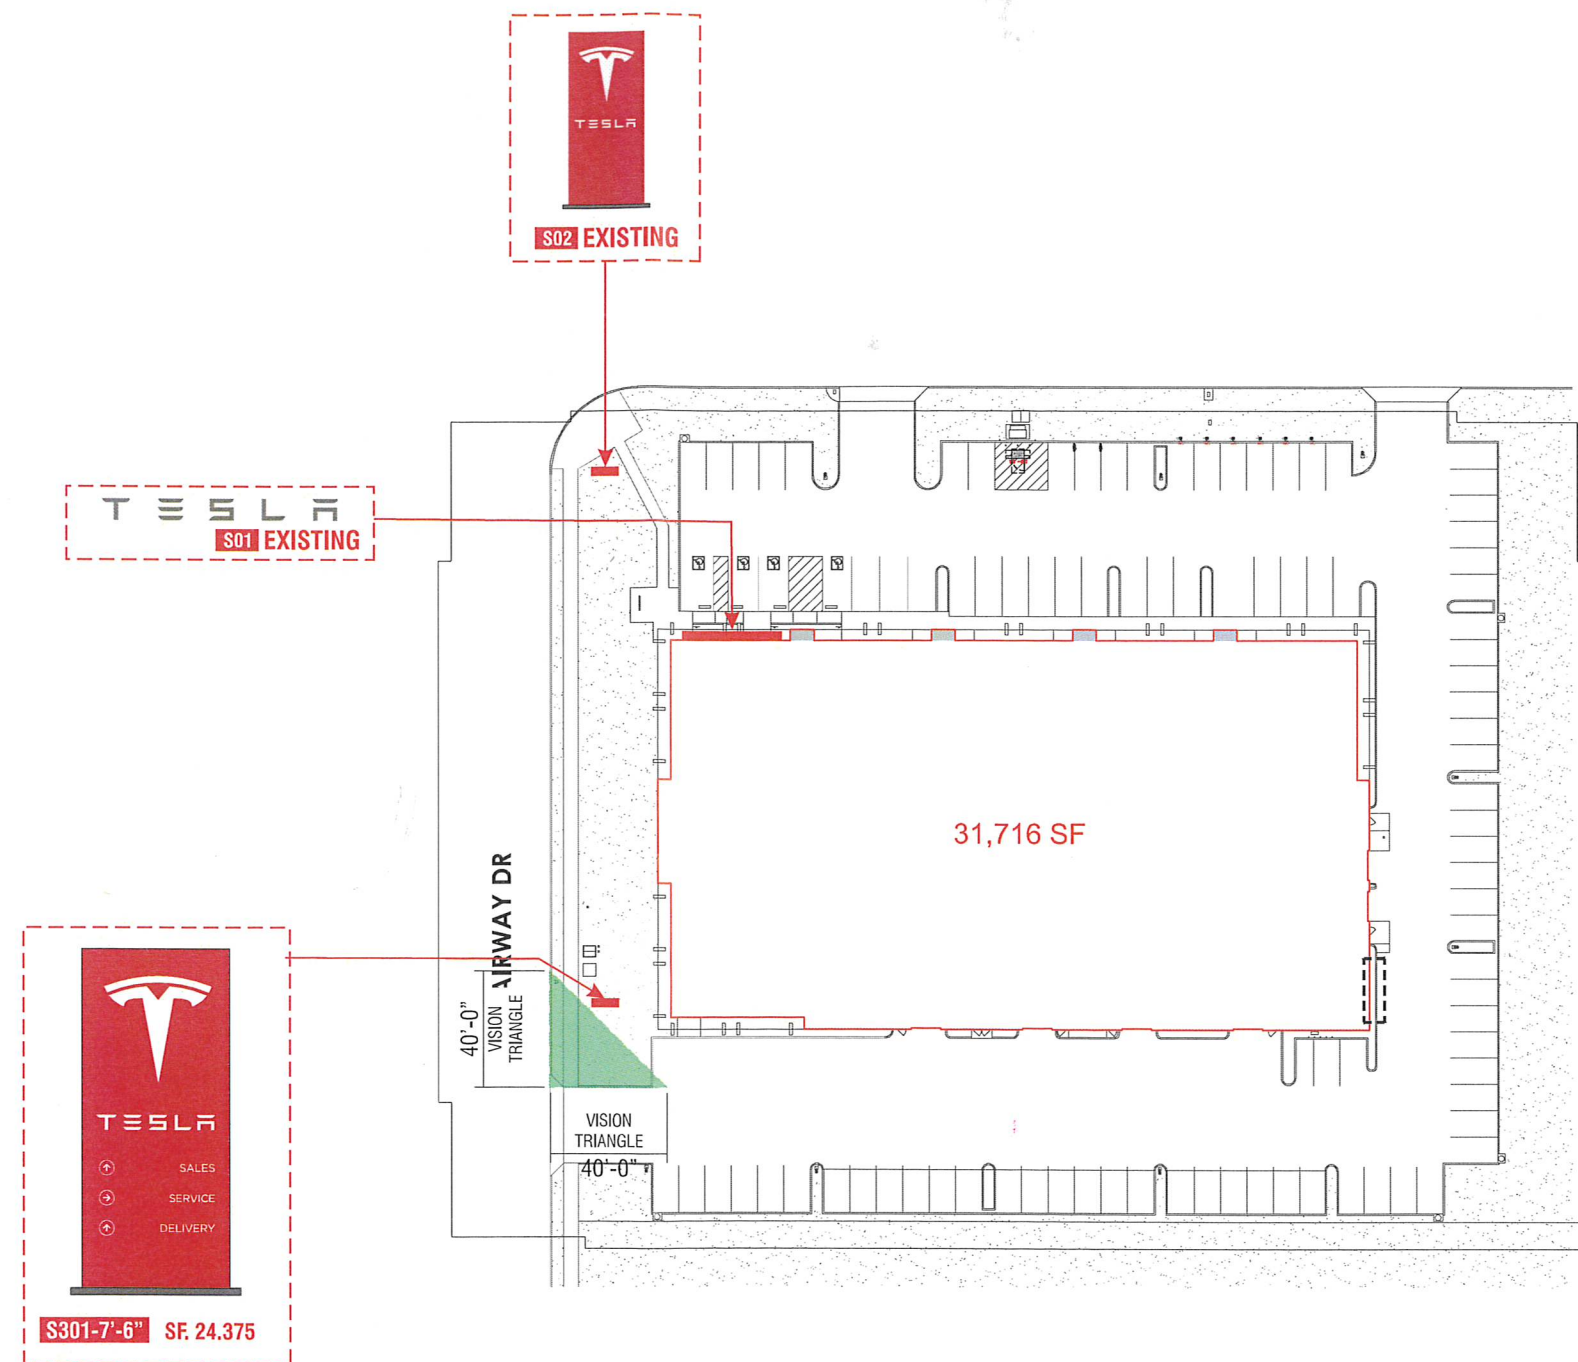 TESLA
S02 EXISTING
TESLA
S01 EXISTING
31,716 SF
AIRWAY DR
40'-0"
VISION
TRIANGLE
VISION
TRIANGLE
40'-0"
TESLA
SALES
SERVICE
DELIVERY
S301-7'-6" SF. 24.375